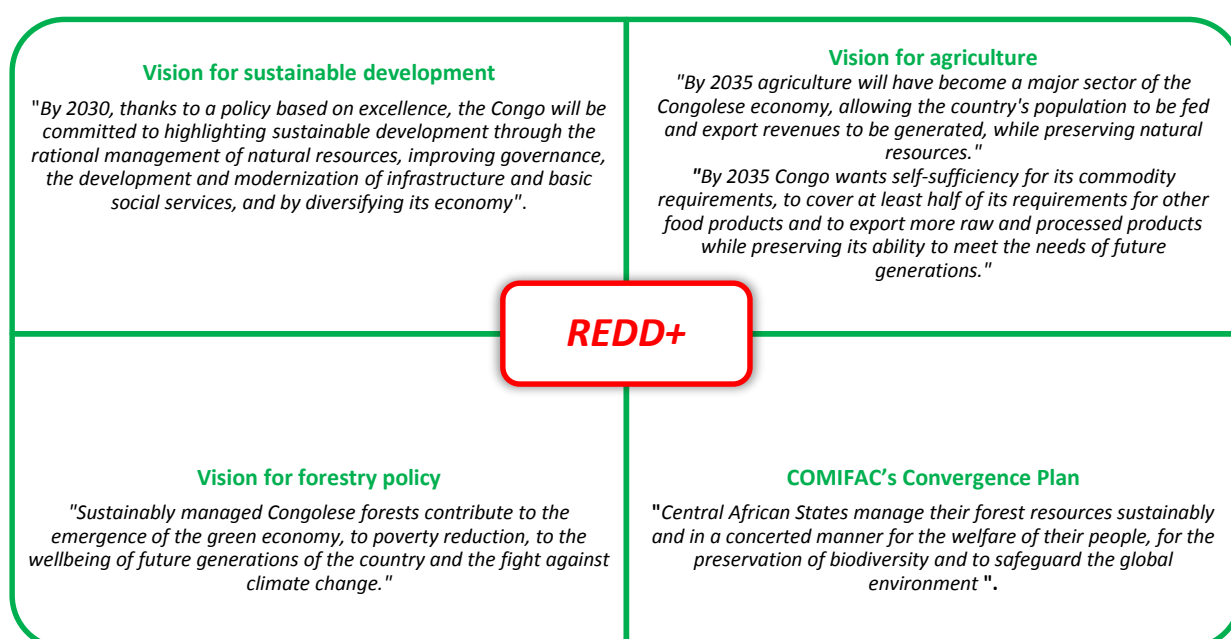 Vision for sustainable development
"By 2030, thanks to a policy based on excellence, the Congo will be
committed to highlighting sustainable development through the
rational management of natural resources, improving governance,
the development and modernization of infrastructure and basic
social services, and by diversifying its economy".
Vision for agriculture
"By 2035 agriculture will have become a major sector of the
Congolese economy, allowing the country's population to be fed
and export revenues to be generated, while preserving natural
resources."
"By 2035 Congo wants self-sufficiency for its commodity
requirements, to cover at least half of its requirements for other
food products and to export more raw and processed products
while preserving its ability to meet the needs of future
generations."
REDD+
Vision for forestry policy
"Sustainably managed Congolese forests contribute to the
emergence of the green economy, to poverty reduction, to the
wellbeing of future generations of the country and the fight against
climate change."
COMIFAC's Convergence Plan
"Central African States manage their forest resources sustainably
and in a concerted manner for the welfare of their people, for the
preservation of biodiversity and to safeguard the global
environment ".